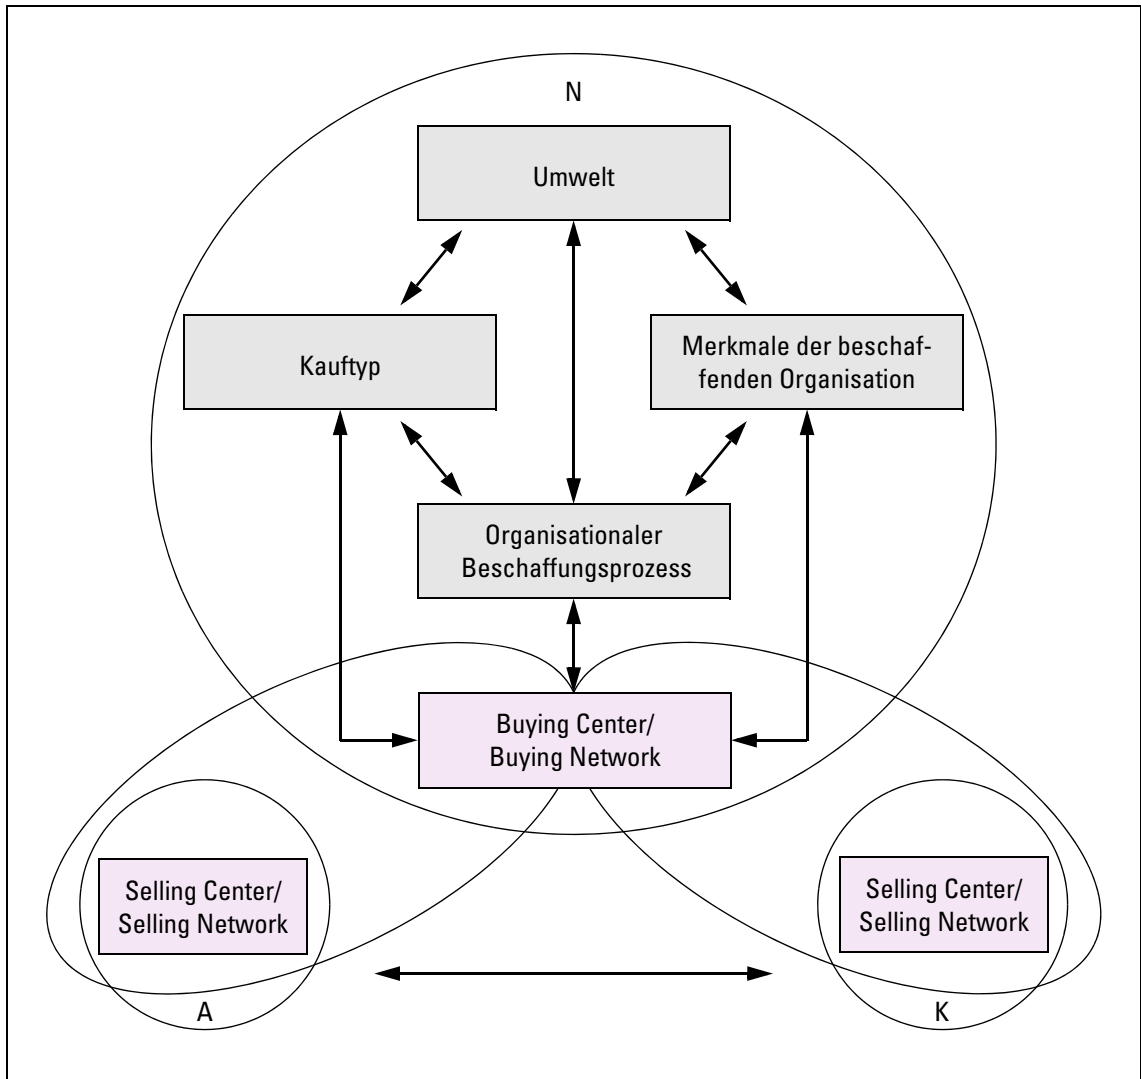 N
Umwelt
Kauftyp
Merkmale der beschaf-
fenden Organisation
Organisationaler
Beschaffungsprozess
Buying Center/
Buying Network
Selling Center/
Selling Network
Selling Center/
Selling Network
A
K